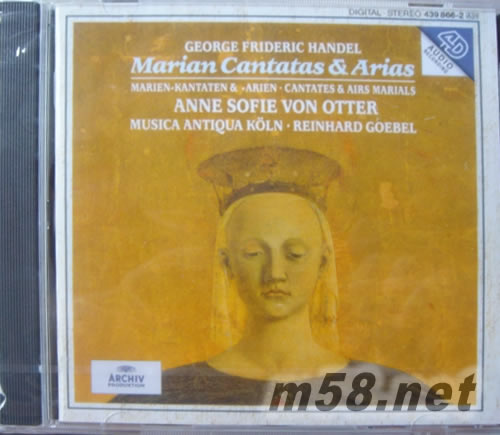 DIGITAL STEREO 439 866-2
4D
AUDIO
GEORGE FRIDERIC HANDEL
Marian Cantatas & Arias
MARIEN-KANTATEN & -ARIEN · CANTATES & AIRS MARIALS
ANNE SOFIE VON OTTER
MUSICA ANTIQUA KÖLN · REINHARD GOEBEL
ARCHIV
PRODUKTION
m58.net